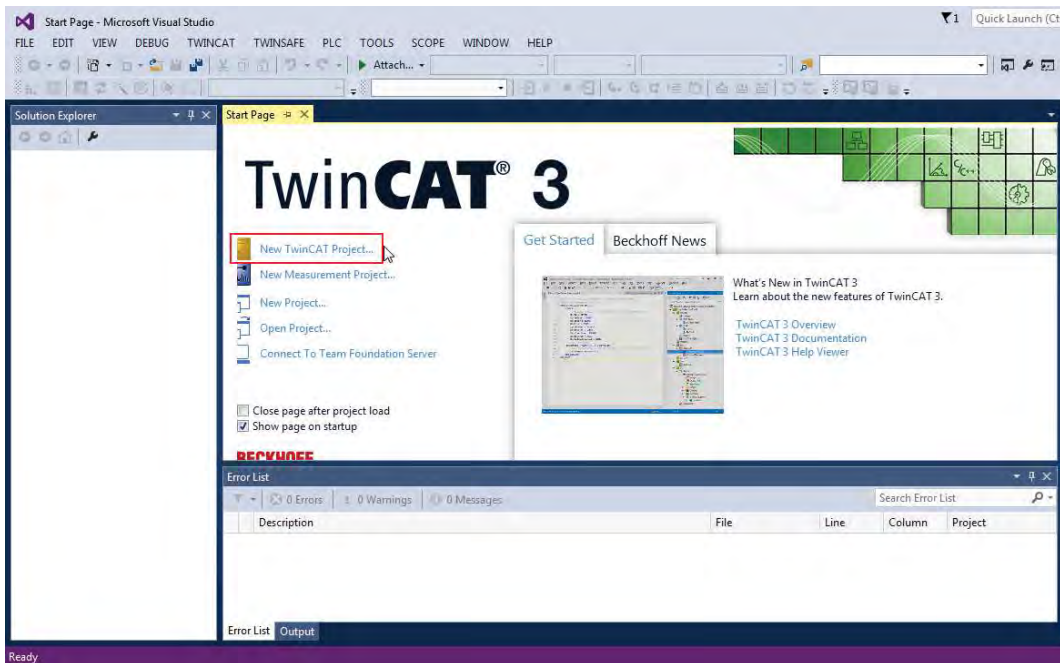 Start Page - Microsoft Visual Studio
1 Quick Launch (Ct
FILE EDIT VIEW DEBUG TWINCAT TWINSAFE PLC TOOLS SCOPE WINDOW HELP
Attach...
Solution Explorer
Start Page
TwinCAT® 3
New TwinCAT Project...
New Measurement Project...
New Project...
Open Project...
Connect To Team Foundation Server
Close page after project load
Show page on startup
BECKHOFF
Get Started Beckhoff News
What's New in TwinCAT 3
Learn about the new features of TwinCAT 3.
TwinCAT 3 Overview
TwinCAT 3 Documentation
TwinCAT 3 Help Viewer
Error List
0 Errors 0 Warnings 0 Messages Search Error List
Description File Line Column Project
Error List Output
Ready